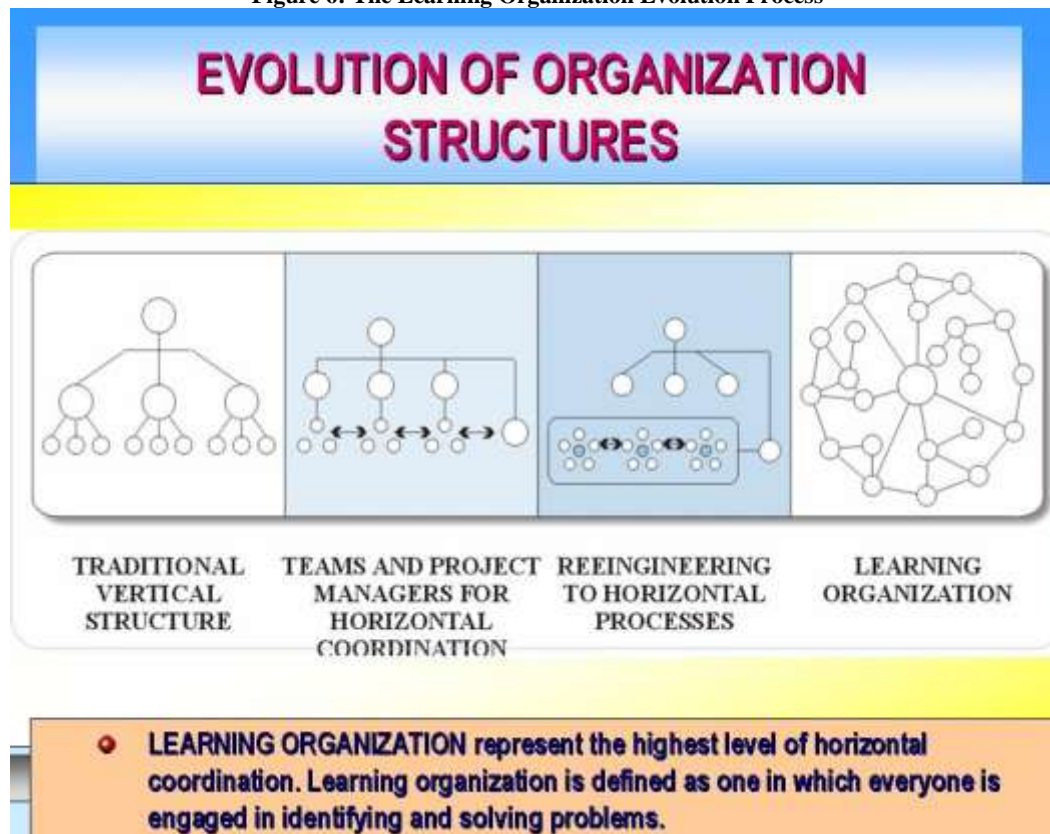 Figure 6: The Learning Organization Evolution Process
EVOLUTION OF ORGANIZATION
STRUCTURES
TRADITIONAL
VERTICAL
STRUCTURE
TEAMS AND PROJECT
MANAGERS FOR
HORIZONTAL
COORDINATION
REEINGINEERING
TO HORIZONTAL
PROCESSES
LEARNING
ORGANIZATION
LEARNING ORGANIZATION represent the highest level of horizontal
coordination. Learning organization is defined as one in which everyone is
engaged in identifying and solving problems.